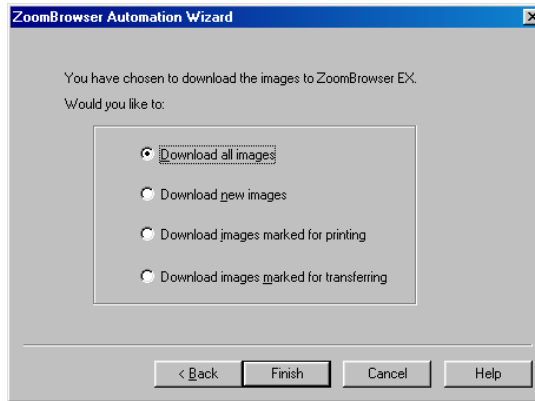 ZoomBrowser Automation Wizard
You have chosen to download the images to ZoomBrowser EX.
Would you like to:
Download all images
Download new images
Download images marked for printing
Download images marked for transferring
< Back Finish Cancel Help